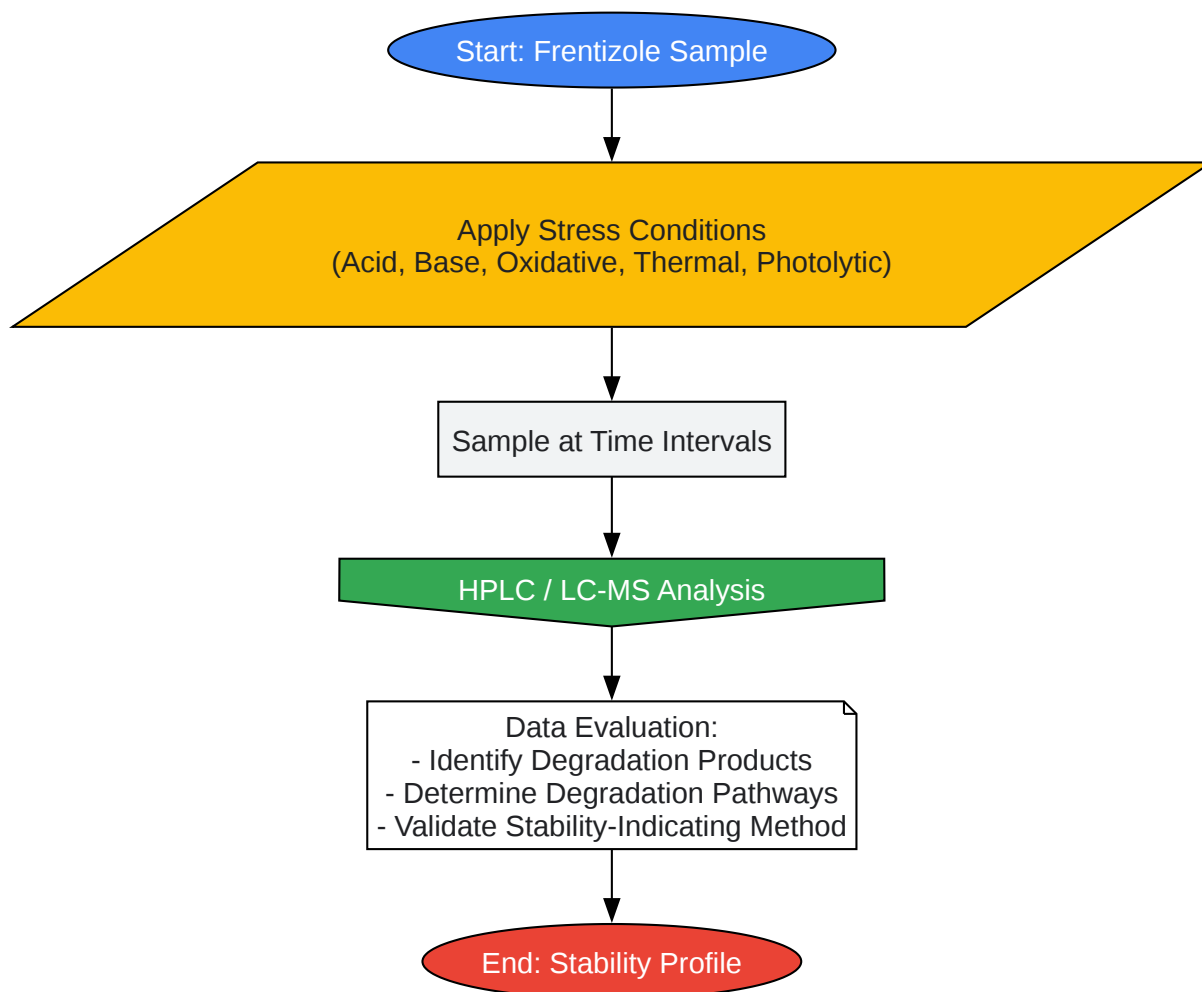 Start: Frentizole Sample
Apply Stress Conditions
(Acid, Base, Oxidative, Thermal, Photolytic)
Sample at Time Intervals
HPLC / LC-MS Analysis
Data Evaluation:
- Identify Degradation Products
- Determine Degradation Pathways
- Validate Stability-Indicating Method
End: Stability Profile